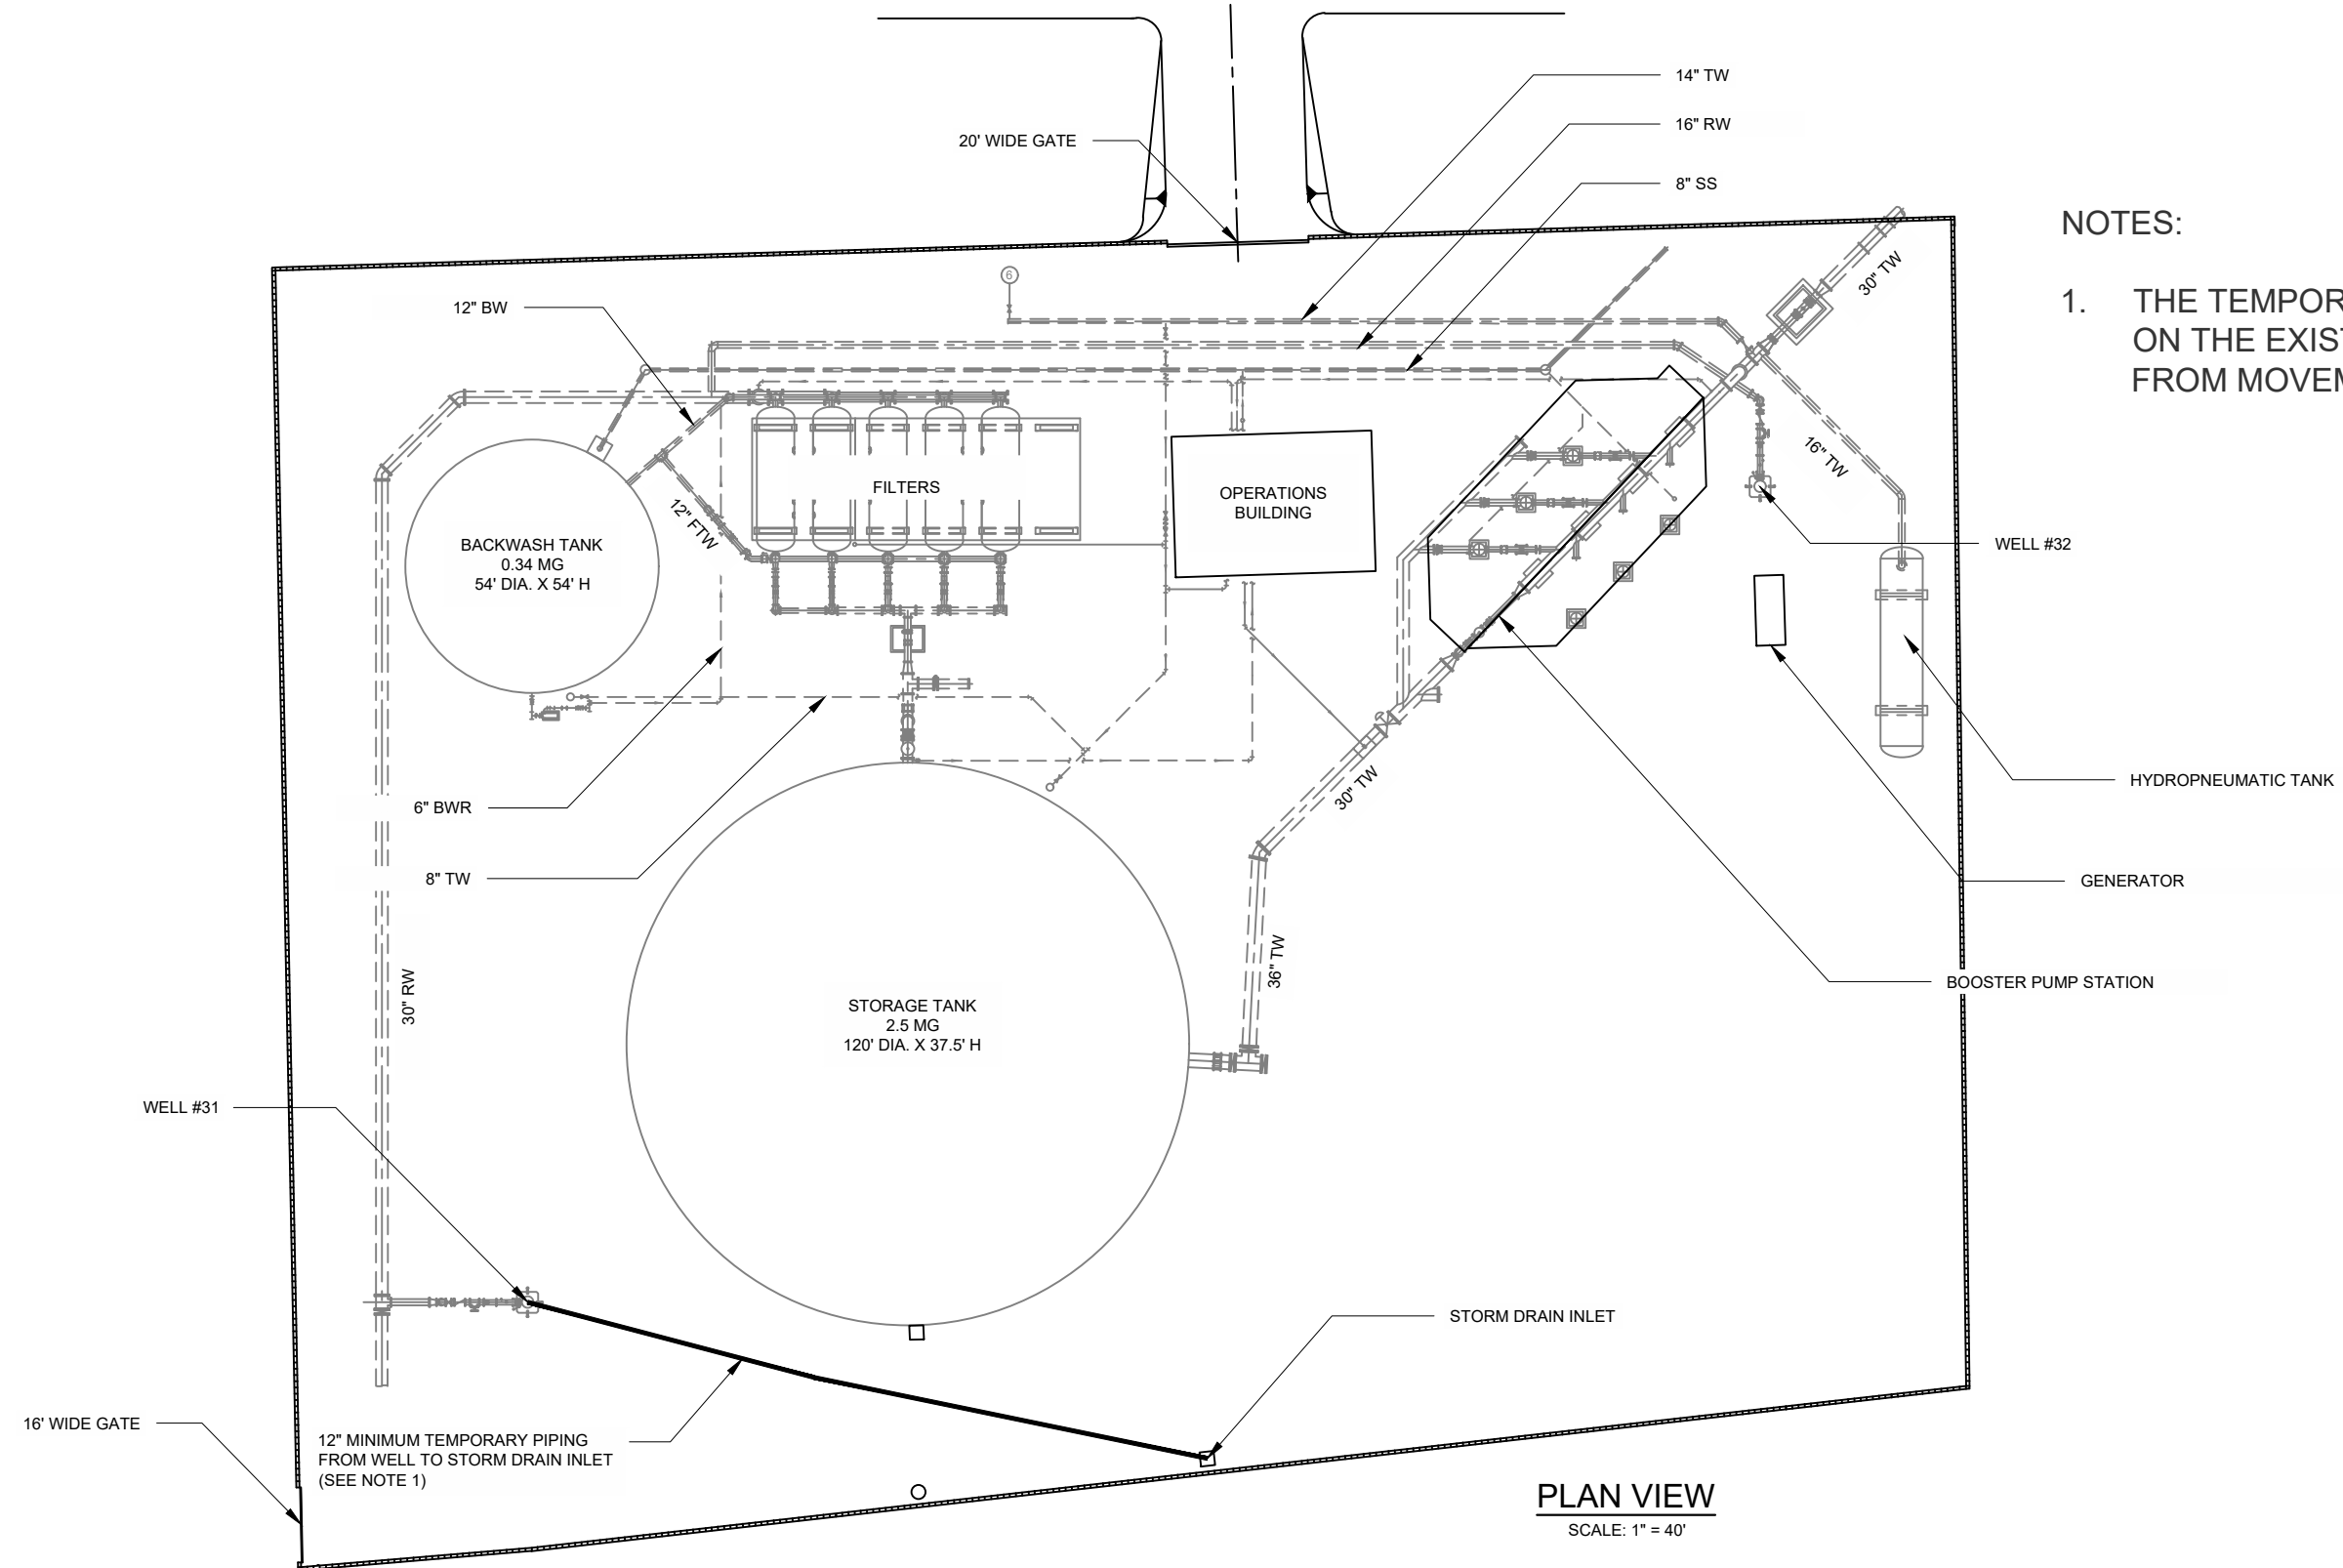 14" TW
16" RW
20' WIDE GATE
8" SS
NOTES:
1. THE TEMPOR
ON THE EXIST
FROM MOVEM
6
30" TW
12" BW
16" TW
FILTERS
OPERATIONS
BUILDING
12" FTW
BACKWASH TANK
0.34 MG
54' DIA. X 54' H
WELL #32
HYDROPNEUMATIC TANK
30" TW
6" BWR
8" TW
GENERATOR
36" TW
30" RW
BOOSTER PUMP STATION
STORAGE TANK
2.5 MG
120' DIA. X 37.5' H
WELL #31
STORM DRAIN INLET
16' WIDE GATE
12" MINIMUM TEMPORARY PIPING
FROM WELL TO STORM DRAIN INLET
(SEE NOTE 1)
PLAN VIEW
SCALE: 1" = 40'